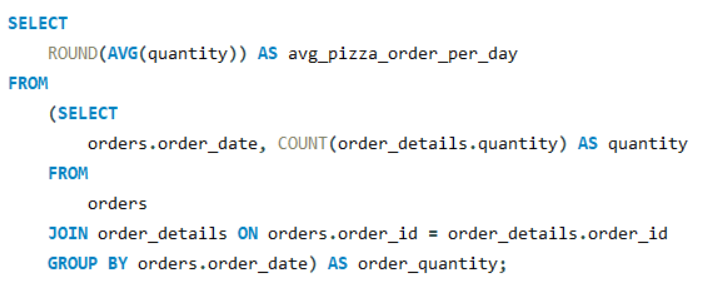 SELECT
ROUND(AVG(quantity)) AS avg_pizza_order_per_day
FROM
(SELECT
orders.order_date, COUNT(order_details.quantity) AS quantity
FROM
orders
JOIN order_details ON orders.order_id = order_details.order_id
GROUP BY orders.order_date) AS order_quantity;